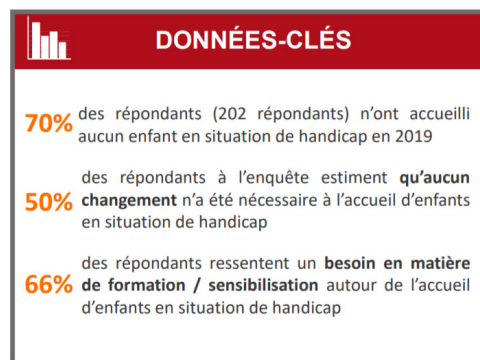 DONNÉES-CLÉS
70% des répondants (202 répondants) n’ont accueilli
aucun enfant en situation de handicap en 2019
des répondants à l’enquête estiment qu’aucun
50% changement n’a été nécessaire à l’accueil d’enfants
en situation de handicap
des répondants ressentent un besoin en matière
66% de formation / sensibilisation autour de l’accueil
d’enfants en situation de handicap